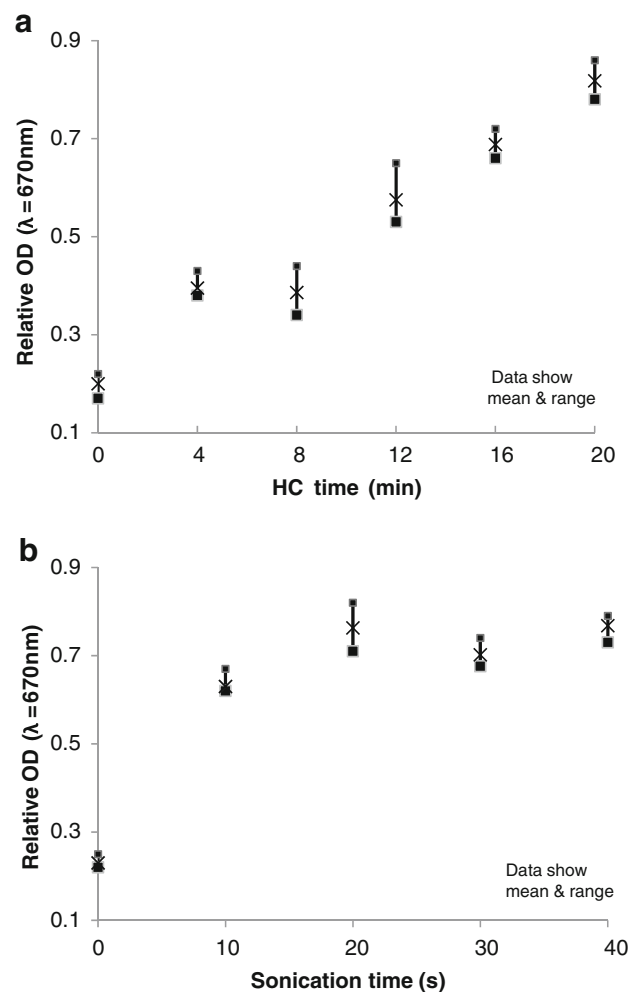 a
0.9
0.7
0.5
0.3
0.1
Relative OD (λ = 670nm)
Data show
mean & range
0 4 8 12 16 20
HC time (min)
b
0.9
0.7
0.5
0.3
0.1
Relative OD (λ = 670nm)
Data show
mean & range
0 10 20 30 40
Sonication time (s)